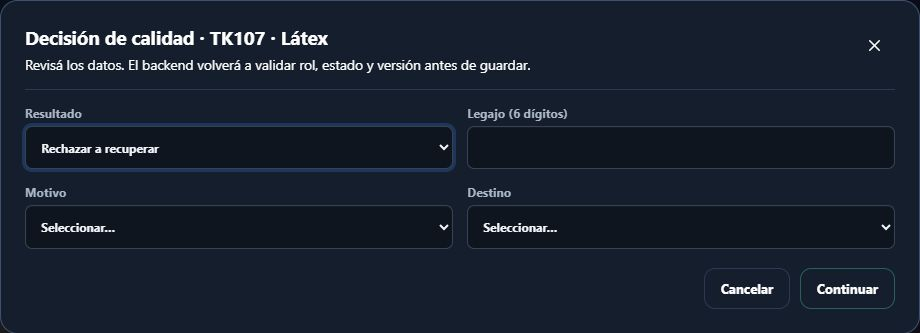 Decisión de calidad · TK107 · Látex
Revisá los datos. El backend volverá a validar rol, estado y versión antes de guardar.
Resultado
Rechazar a recuperar
Legajo (6 dígitos)
Motivo
Seleccionar...
Destino
Seleccionar...
Cancelar
Continuar